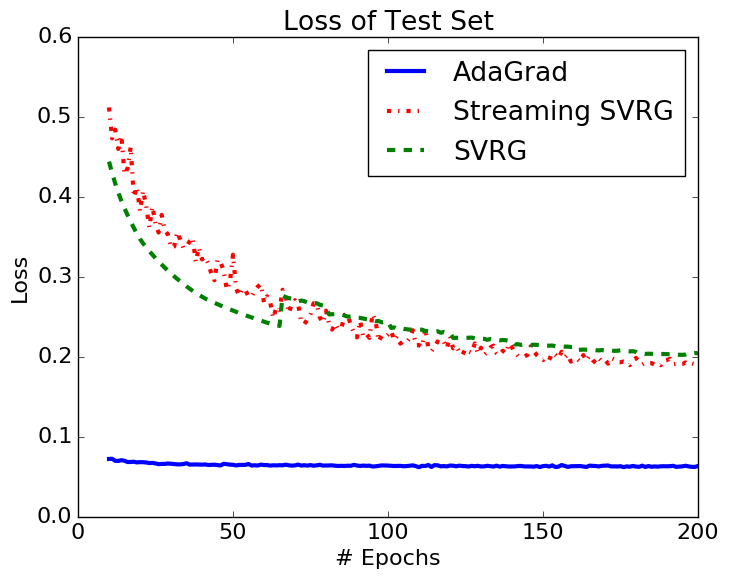 Loss of Test Set
0.6
0.5
0.4
0.3
0.2
0.1
0.0
Loss
AdaGrad
Streaming SVRG
SVRG
0 50 100 150 200
# Epochs